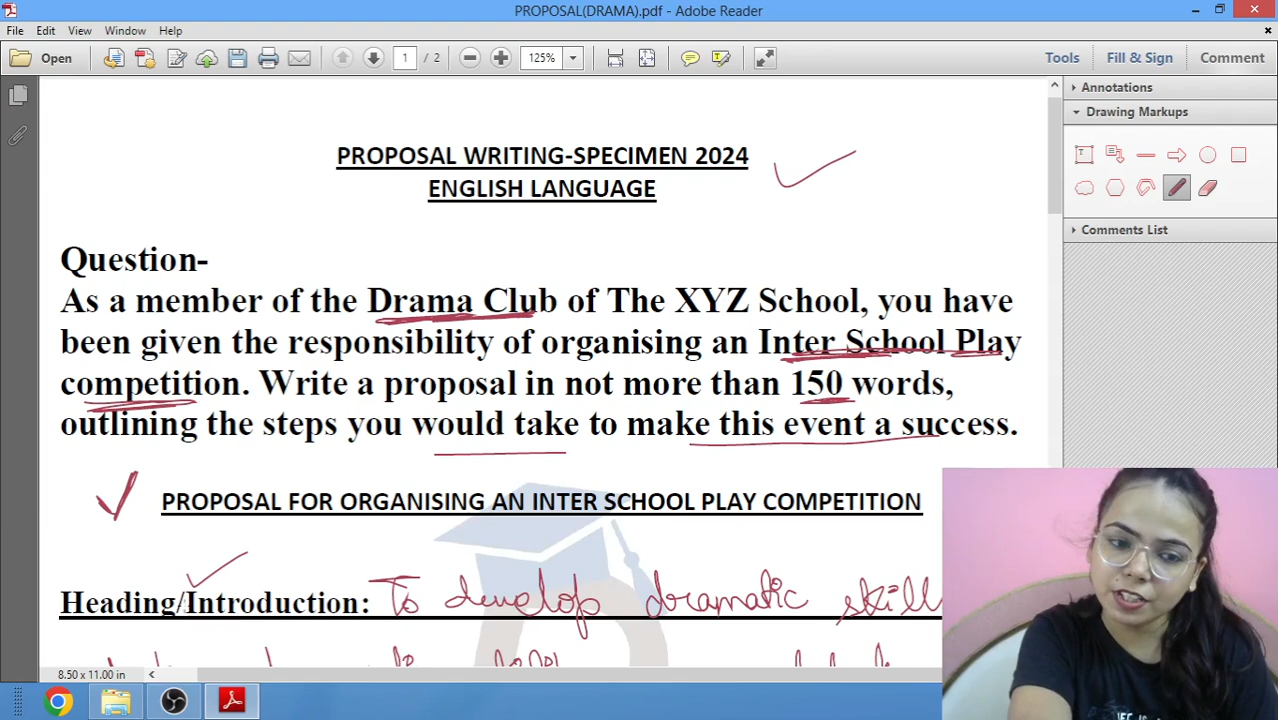 PROPOSAL(DRAMA).pdf - Adobe Reader
File Edit View Window Help
Open 1 / 2 125% Tools Fill & Sign Comment
Annotations
Drawing Markups
Comments List
PROPOSAL WRITING-SPECIMEN 2024
ENGLISH LANGUAGE
Question-
As a member of the Drama Club of The XYZ School, you have
been given the responsibility of organising an Inter School Play
competition. Write a proposal in not more than 150 words,
outlining the steps you would take to make this event a success.
PROPOSAL FOR ORGANISING AN INTER SCHOOL PLAY COMPETITION
Heading/Introduction: To develop dramatic skill
8.50 x 11.00 in